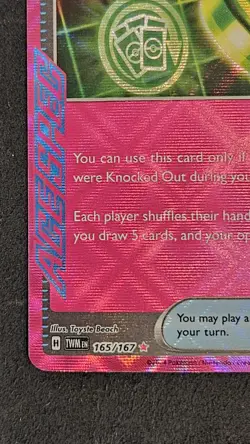 ACE SPEC
You can use this card only if
were Knocked Out during you
Each player shuffles their hand
you draw 5 cards, and your op
You may play a
your turn.
Illus. Toyste Beach
H TWM EN 165/167